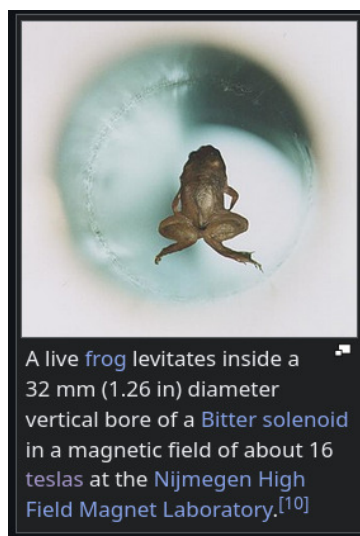 A live frog levitates inside a
32 mm (1.26 in) diameter
vertical bore of a Bitter solenoid
in a magnetic field of about 16
teslas at the Nijmegen High
Field Magnet Laboratory.[10]